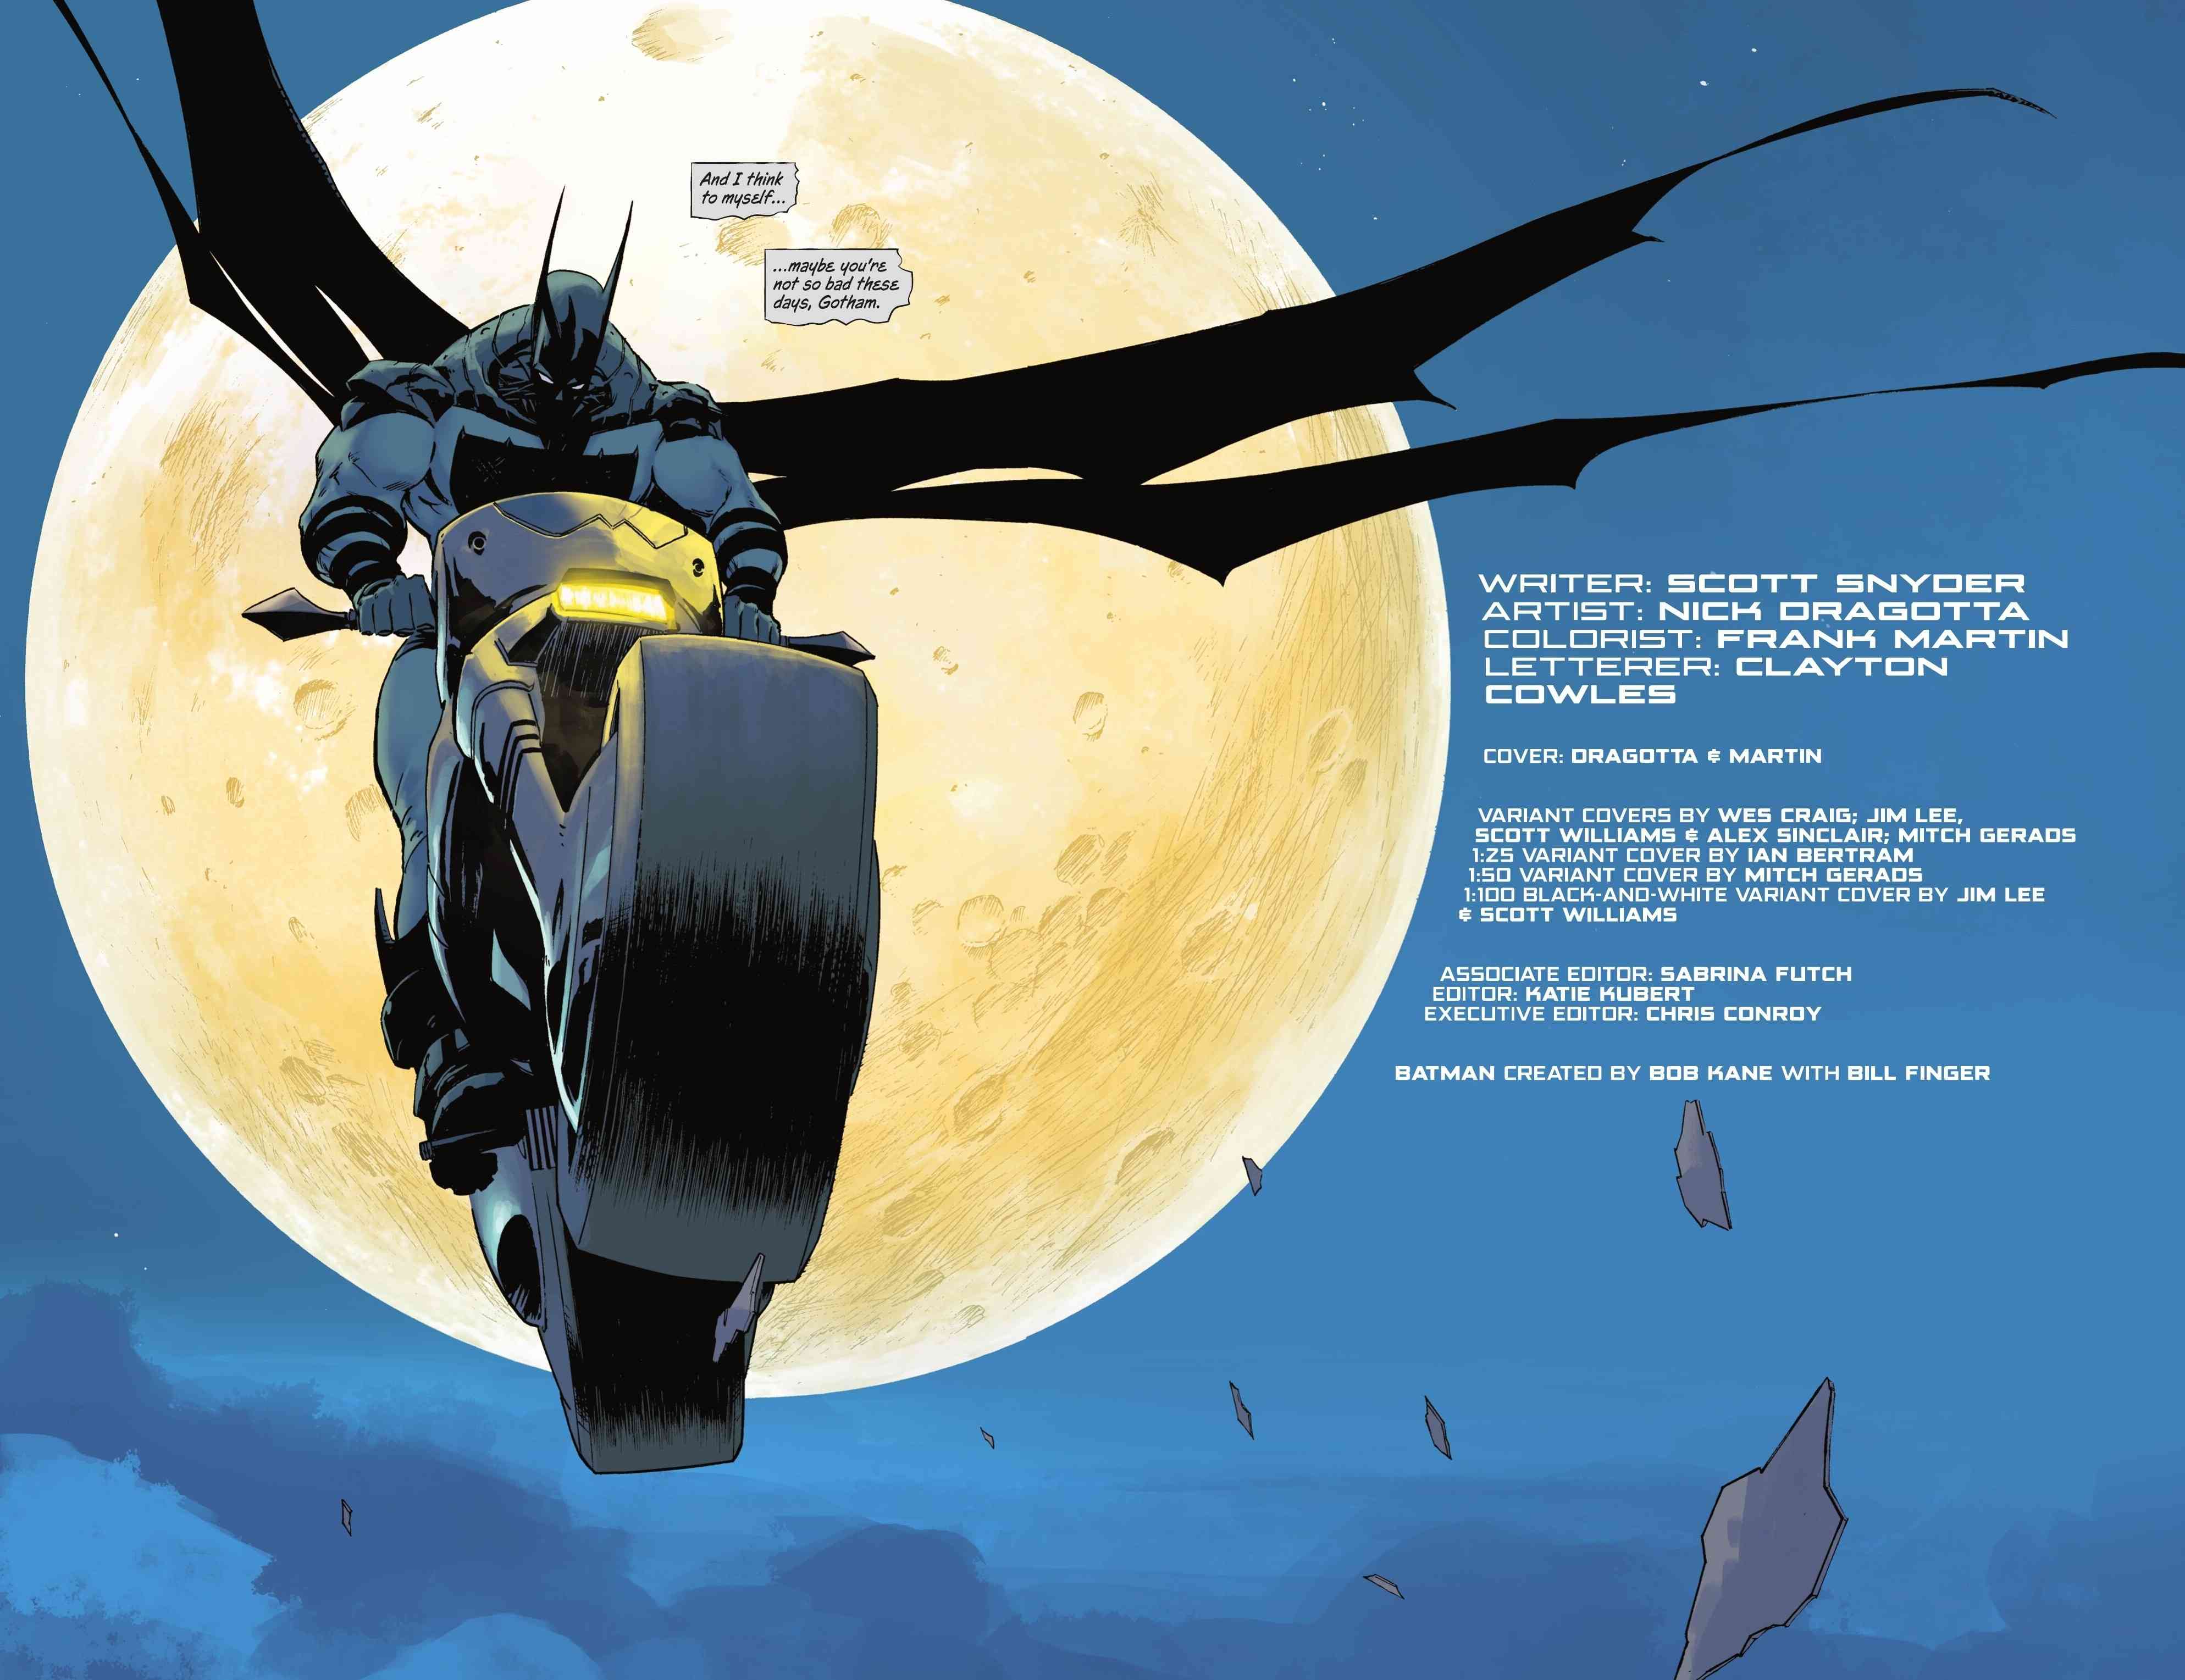 And I think
to myself...
...maybe you're
not so bad these
days, Gotham.
WRITER: SCOTT SNYDER
ARTIST: NICK DRAGOTTA
COLORIST: FRANK MARTIN
LETTERER: CLAYTON
COWLES
COVER: DRAGOTTA & MARTIN
VARIANT COVERS BY WES CRAIG; JIM LEE,
SCOTT WILLIAMS & ALEX SINCLAIR; MITCH GERADS
1:25 VARIANT COVER BY IAN BERTRAM
1:50 VARIANT COVER BY MITCH GERADS
1:100 BLACK-AND-WHITE VARIANT COVER BY JIM LEE
& SCOTT WILLIAMS
ASSOCIATE EDITOR: SABRINA FUTCH
EDITOR: KATIE KUBERT
EXECUTIVE EDITOR: CHRIS CONROY
BATMAN CREATED BY BOB KANE WITH BILL FINGER